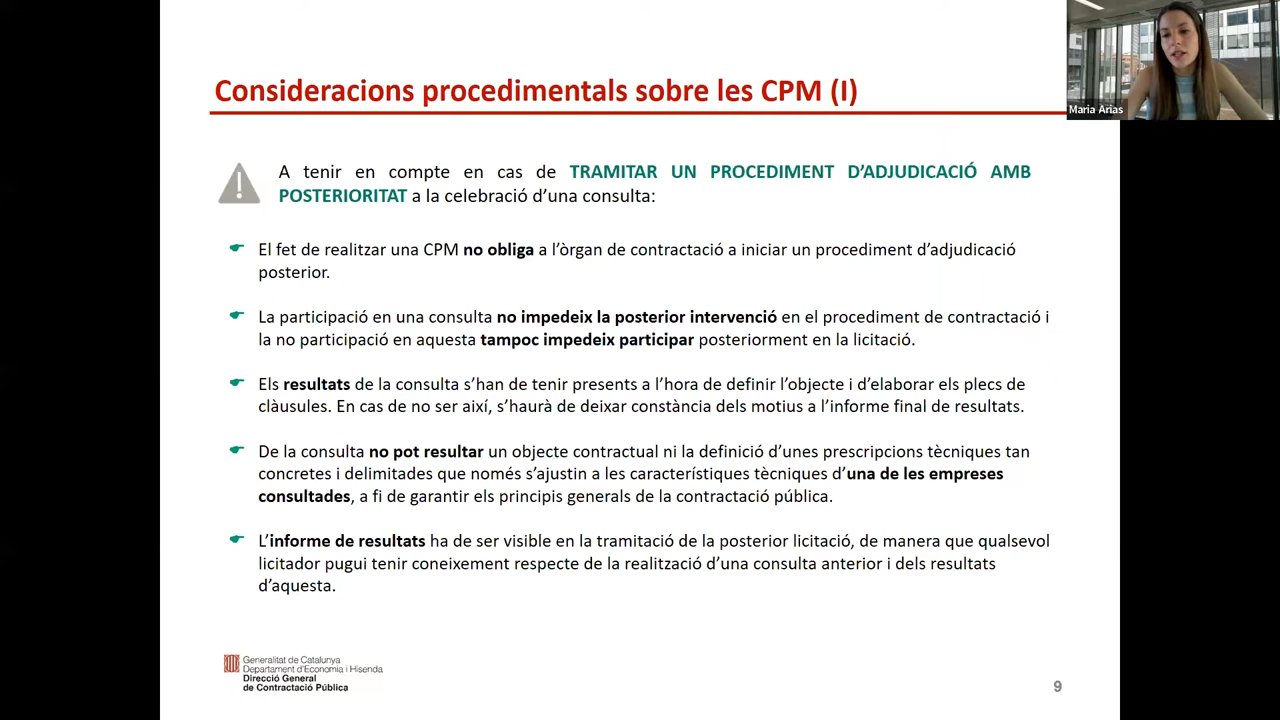 Consideracions procedimentals sobre les CPM (I)
Maria Arias
A tenir en compte en cas de TRAMITAR UN PROCEDIMENT D’ADJUDICACIÓ AMB
POSTERIORITAT a la celebració d’una consulta:
El fet de realitzar una CPM no obliga a l’òrgan de contractació a iniciar un procediment d’adjudicació
posterior.
La participació en una consulta no impedeix la posterior intervenció en el procediment de contractació i
la no participació en aquesta tampoc impedeix participar posteriorment en la licitació.
Els resultats de la consulta s’han de tenir presents a l’hora de definir l’objecte i d’elaborar els plecs de
clàusules. En cas de no ser així, s’haurà de deixar constància dels motius a l’informe final de resultats.
De la consulta no pot resultar un objecte contractual ni la definició d’unes prescripcions tècniques tan
concretes i delimitades que només s’ajustin a les característiques tècniques d’una de les empreses
consultades, a fi de garantir els principis generals de la contractació pública.
L’informe de resultats ha de ser visible en la tramitació de la posterior licitació, de manera que qualsevol
licitador pugui tenir coneixement respecte de la realització d’una consulta anterior i dels resultats
d’aquesta.
Generalitat de Catalunya
Departament d’Economia i Hisenda
Direcció General
de Contractació Pública
9